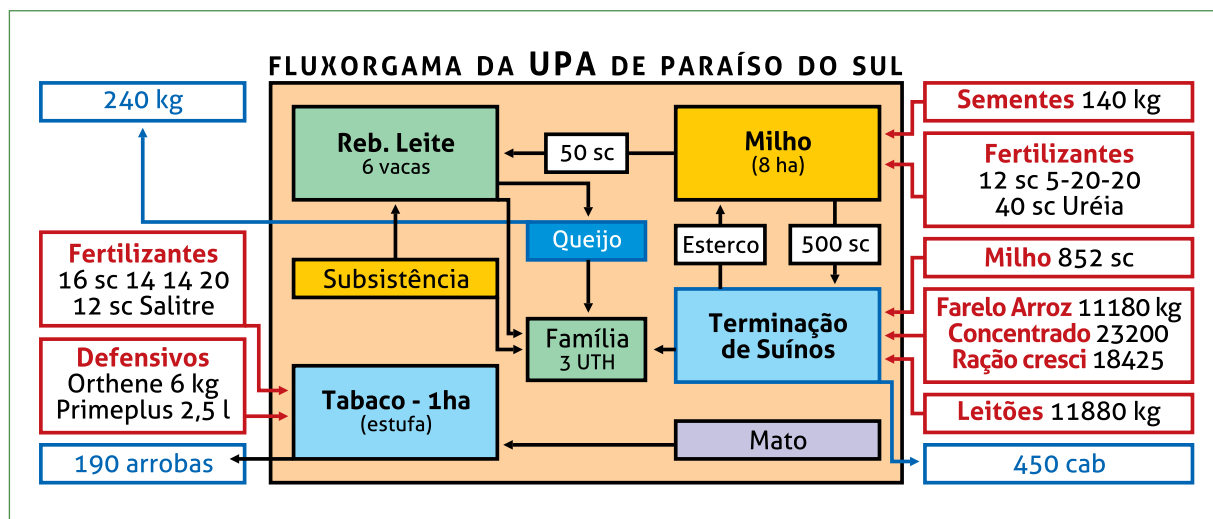 FLUXORGAMA DA UPA DE PARAÍSO DO SUL
240 kg
Fertilizantes
16 sc 14 14 20
12 sc Salitre
Defensivos
Orthene 6 kg
Primeplus 2,5 l
190 arrobas
Reb. Leite
6 vacas
50 sc
Milho
(8 ha)
Queijo
Esterco
500 sc
Subsistência
Família
3 UTH
Terminação
de Suínos
Tabaco - 1ha
(estufa)
Mato
Sementes 140 kg
Fertilizantes
12 sc 5-20-20
40 sc Uréia
Milho 852 sc
Farelo Arroz 11180 kg
Concentrado 23200
Ração cresci 18425
Leitões 11880 kg
450 cab